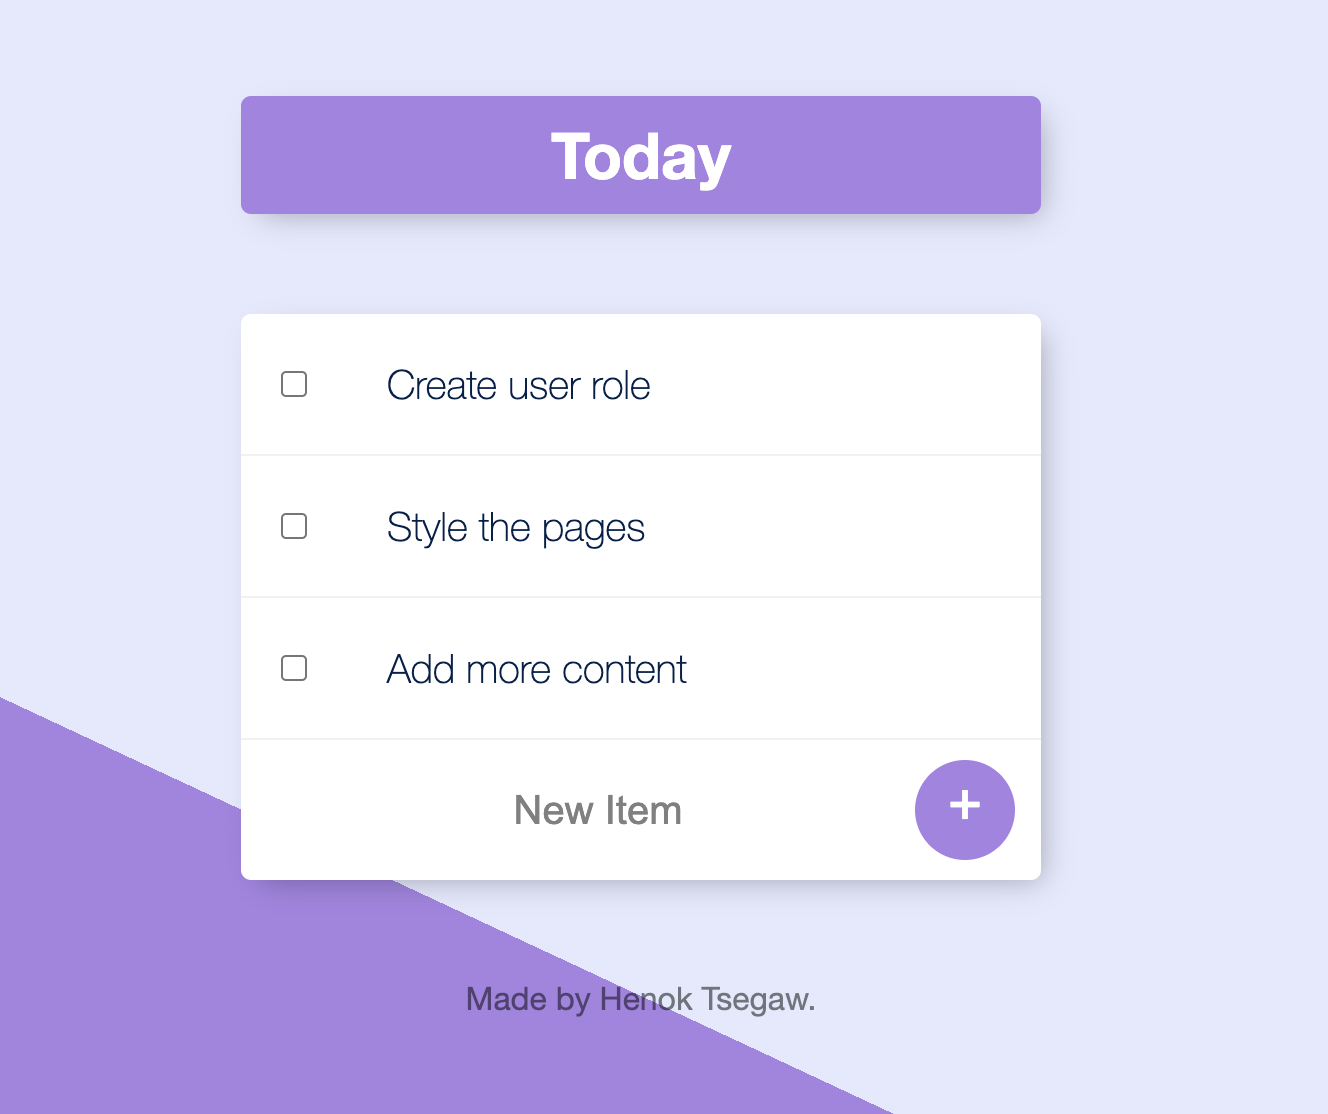 Today
Create user role
Style the pages
Add more content
New Item
+
Made by Henok Tsegaw.